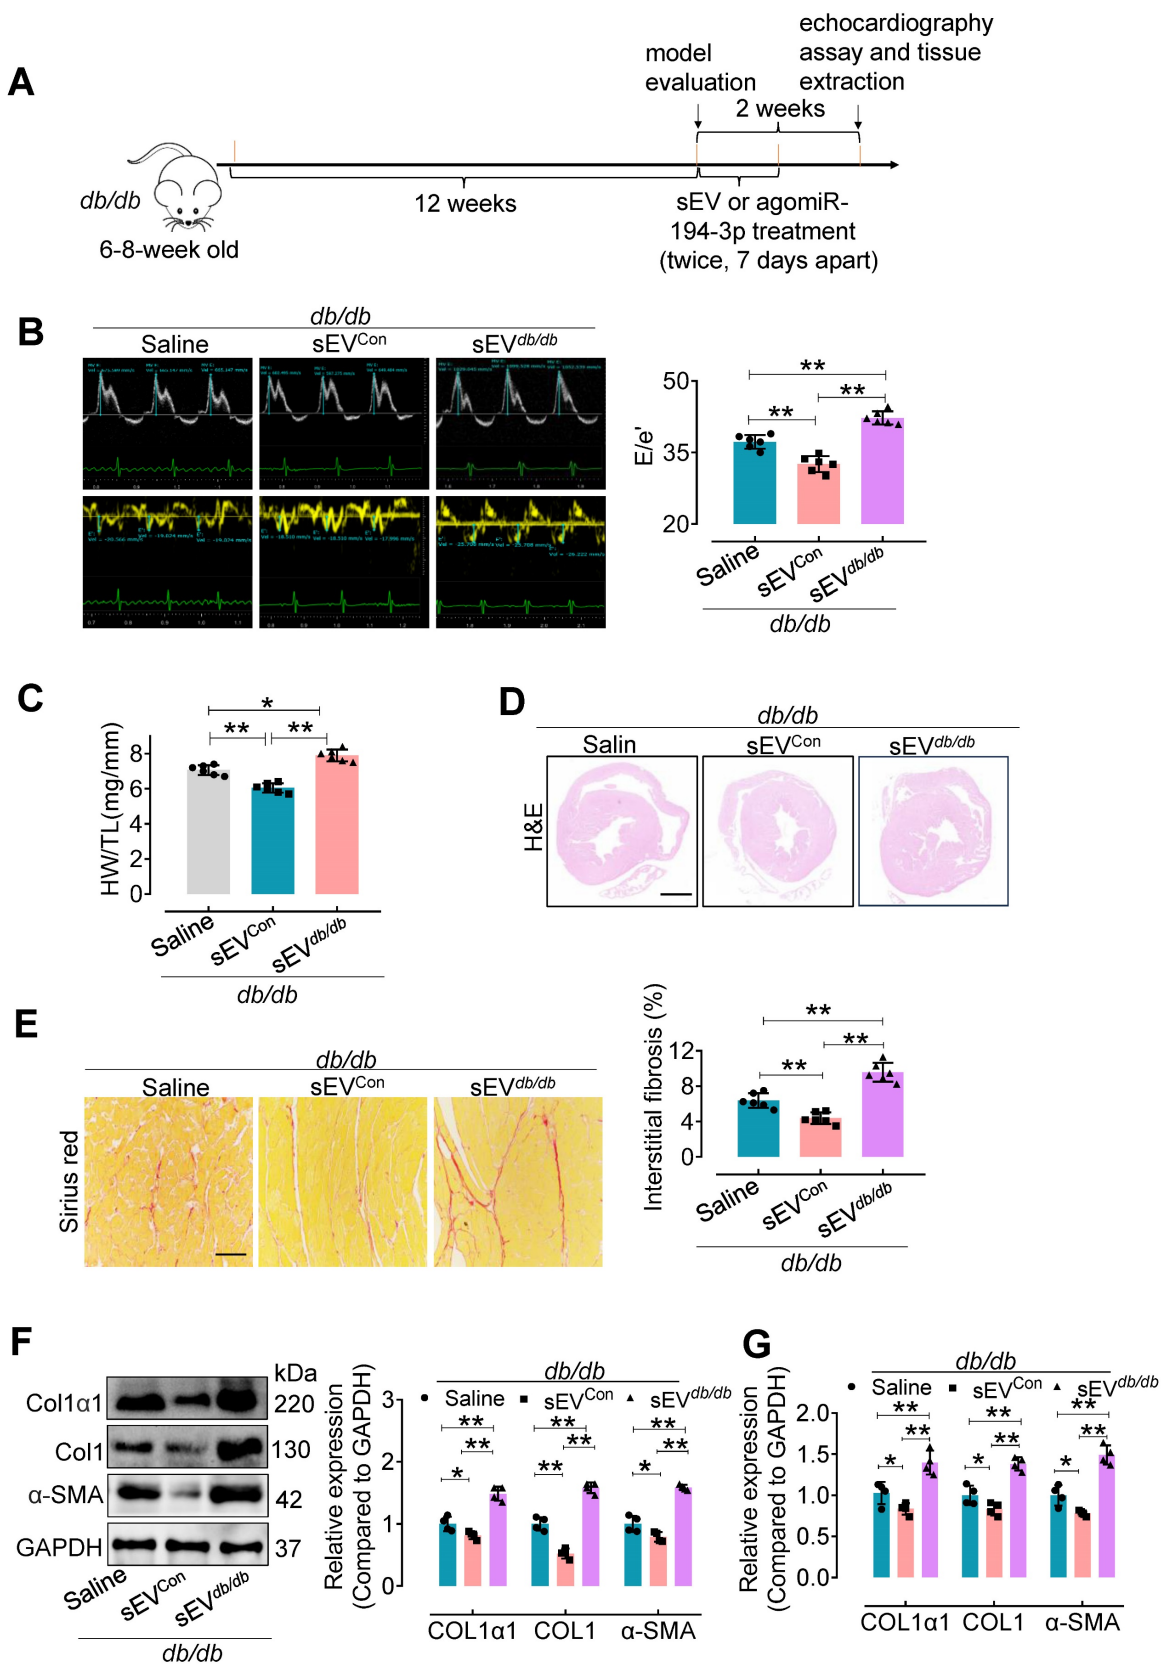 A
model
evaluation
echocardiography
assay and tissue
extraction
2 weeks
db/db
6-8-week old
12 weeks
sEV or agomiR-
194-3p treatment
(twice, 7 days apart)
B
db/db
Saline sEVCon sEVdb/db
E/e'
50
35
20
** ** **
Saline sEVCon sEVdb/db
db/db
C
HW/TL(mg/mm)
8
6
4
2
0
* ** **
Saline sEVCon sEVdb/db
db/db
D
db/db
Salin sEVCon sEVdb/db
H&E
E
db/db
Saline sEVCon sEVdb/db
Sirius red
Interstitial fibrosis (%)
12
8
4
0
** ** **
Saline sEVCon sEVdb/db
db/db
F
kDa
Col1α1 220
Col1 130
α-SMA 42
GAPDH 37
Saline sEVCon sEVdb/db
db/db
Relative expression
(Compared to GAPDH)
db/db
Saline sEVCon sEVdb/db
3
2
1
0
** ** **
** ** **
* ** *
COL1α1 COL1 α-SMA
G
Relative expression
(Compared to GAPDH)
db/db
Saline sEVCon sEVdb/db
2.0
1.5
1.0
0.5
0.0
** ** **
** ** **
* * *
COL1α1 COL1 α-SMA